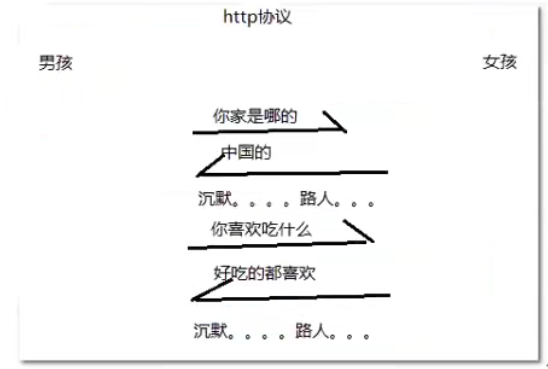 http协议
男孩 女孩
你家是哪的
中国的
沉默。。。。路人。。。
你喜欢吃什么
好吃的都喜欢
沉默。。。。路人。。。